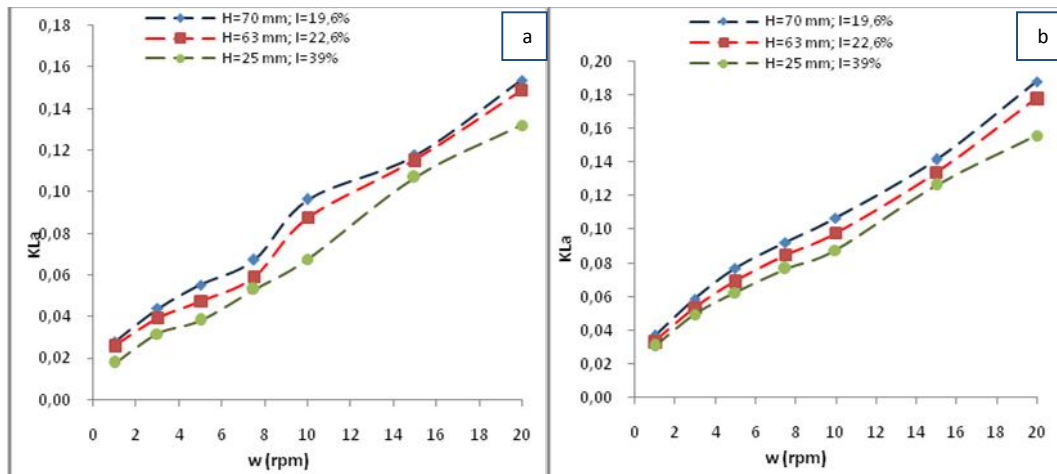 H=70 mm; I=19,6%
H=63 mm; I=22,6%
H=25 mm; I=39%
a
0,18
0,16
0,14
0,12
0,10
0,08
0,06
0,04
0,02
0,00
KLa
0 2 4 6 8 10 12 14 16 18 20
w (rpm)
H=70 mm; I=19,6%
H=63 mm; I=22,6%
H=25 mm; I=39%
b
0,20
0,18
0,16
0,14
0,12
0,10
0,08
0,06
0,04
0,02
0,00
KLa
0 2 4 6 8 10 12 14 16 18 20
w (rpm)